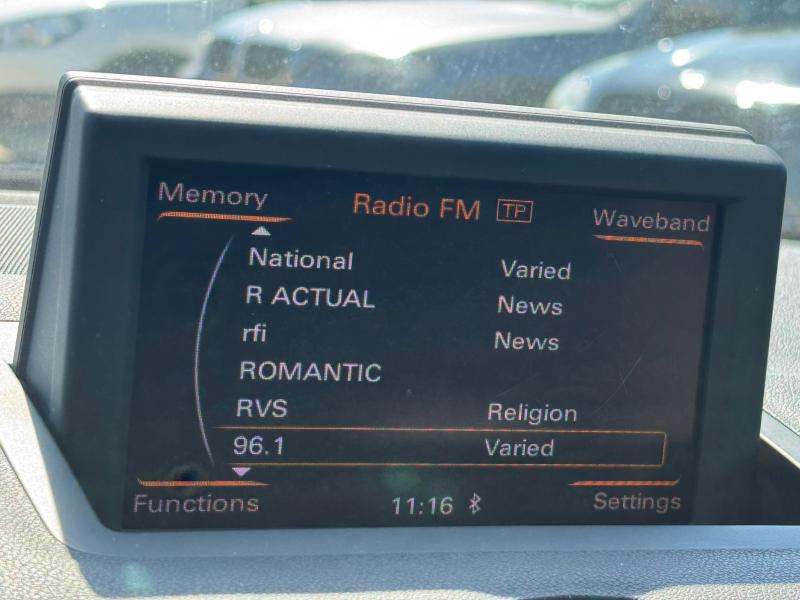 Memory Radio FM TP Waveband
National Varied
R ACTUAL News
rfi News
ROMANTIC
RVS Religion
96.1 Varied
Functions 11:16 Settings